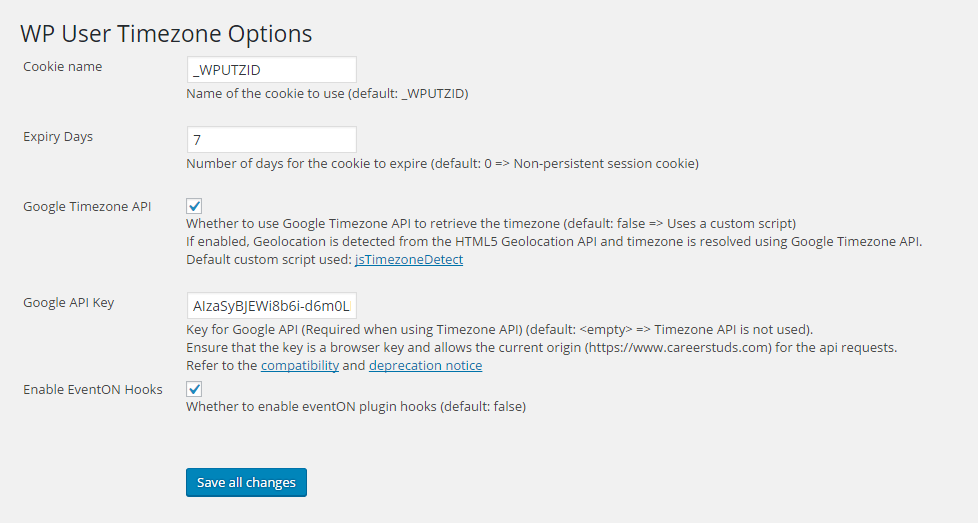 WP User Timezone Options
Cookie name
_WPUTZID
Name of the cookie to use (default: _WPUTZID)
Expiry Days
7
Number of days for the cookie to expire (default: 0 => Non-persistent session cookie)
Google Timezone API
Whether to use Google Timezone API to retrieve the timezone (default: false => Uses a custom script)
If enabled, Geolocation is detected from the HTML5 Geolocation API and timezone is resolved using Google Timezone API.
Default custom script used: jsTimezoneDetect
Google API Key
AIzaSyBJEWi8b6i-d6m0L
Key for Google API (Required when using Timezone API) (default: <empty> => Timezone API is not used).
Ensure that the key is a browser key and allows the current origin (https://www.careerstuds.com) for the api requests.
Refer to the compatibility and deprecation notice
Enable EventON Hooks
Whether to enable eventON plugin hooks (default: false)
Save all changes